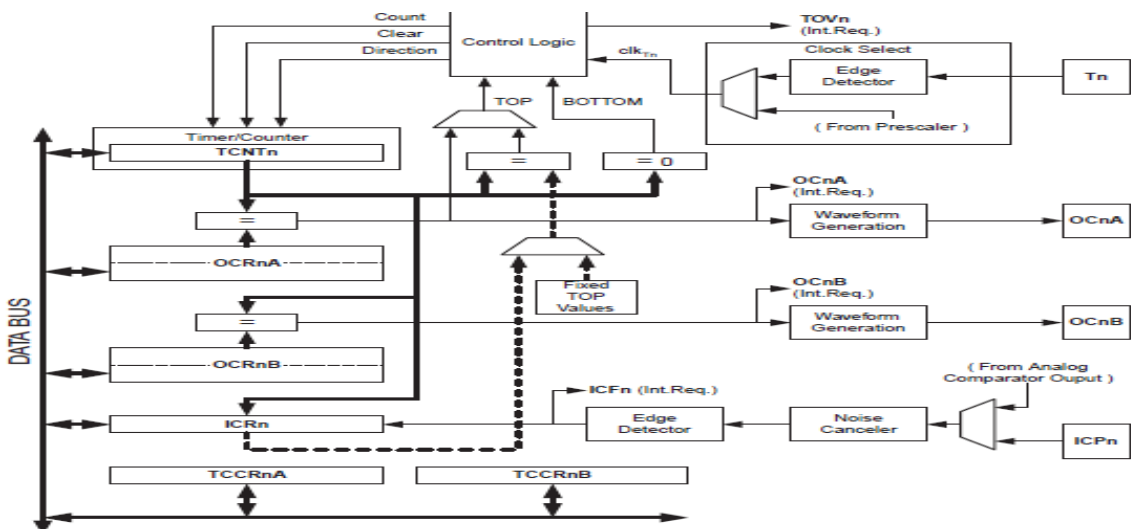 Count
Clear
Direction
Control Logic
TOVn
(Int.Req.)
Clock Select
clkTn
Edge
Detector
Tn
( From Prescaler )
TOP
BOTTOM
Timer/Counter
TCNTn
=
= 0
OCnA
(Int.Req.)
=
Waveform
Generation
OCnA
OCRnA
Fixed
TOP
Values
OCnB
(Int.Req.)
=
Waveform
Generation
OCnB
DATA BUS
OCRnB
( From Analog
Comparator Ouput )
ICFn (Int.Req.)
ICRn
Edge
Detector
Noise
Canceler
ICPn
TCCRnA
TCCRnB